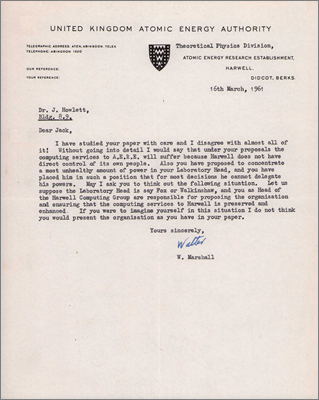 UNITED KINGDOM ATOMIC ENERGY AUTHORITY
TELEGRAPHIC ADDRESS: ATEN, ABINGDON, TELEX
TELEPHONE: ABINGDON 1220
OUR REFERENCE:
YOUR REFERENCE:
Theoretical Physics Division,
ATOMIC ENERGY RESEARCH ESTABLISHMENT,
HARWELL,
DIDCOT, BERKS
16th March, 1961
Dr. J. Howlett,
Bldg. 8.9.
Dear Jack,
I have studied your paper with care and I disagree with almost all of
it! Without going into detail I would say that under your proposals the
computing services to A.E.R.E. will suffer because Harwell does not have
direct control of its own people. Also you have proposed to concentrate
a most unhealthy amount of power in your Laboratory Head, and you have
placed him in such a position that for most decisions he cannot delegate
his powers. May I ask you to think out the following situation. Let us
suppose the Laboratory Head is say Fox or Walkinshaw, and you as Head of
the Harwell Computing Group are responsible for proposing the organisation
and ensuring that the computing services to Harwell is preserved and
enhanced. If you were to imagine yourself in this situation I do not think
you would present the organisation as you have in your paper.
Yours sincerely,
Walter
W. Marshall